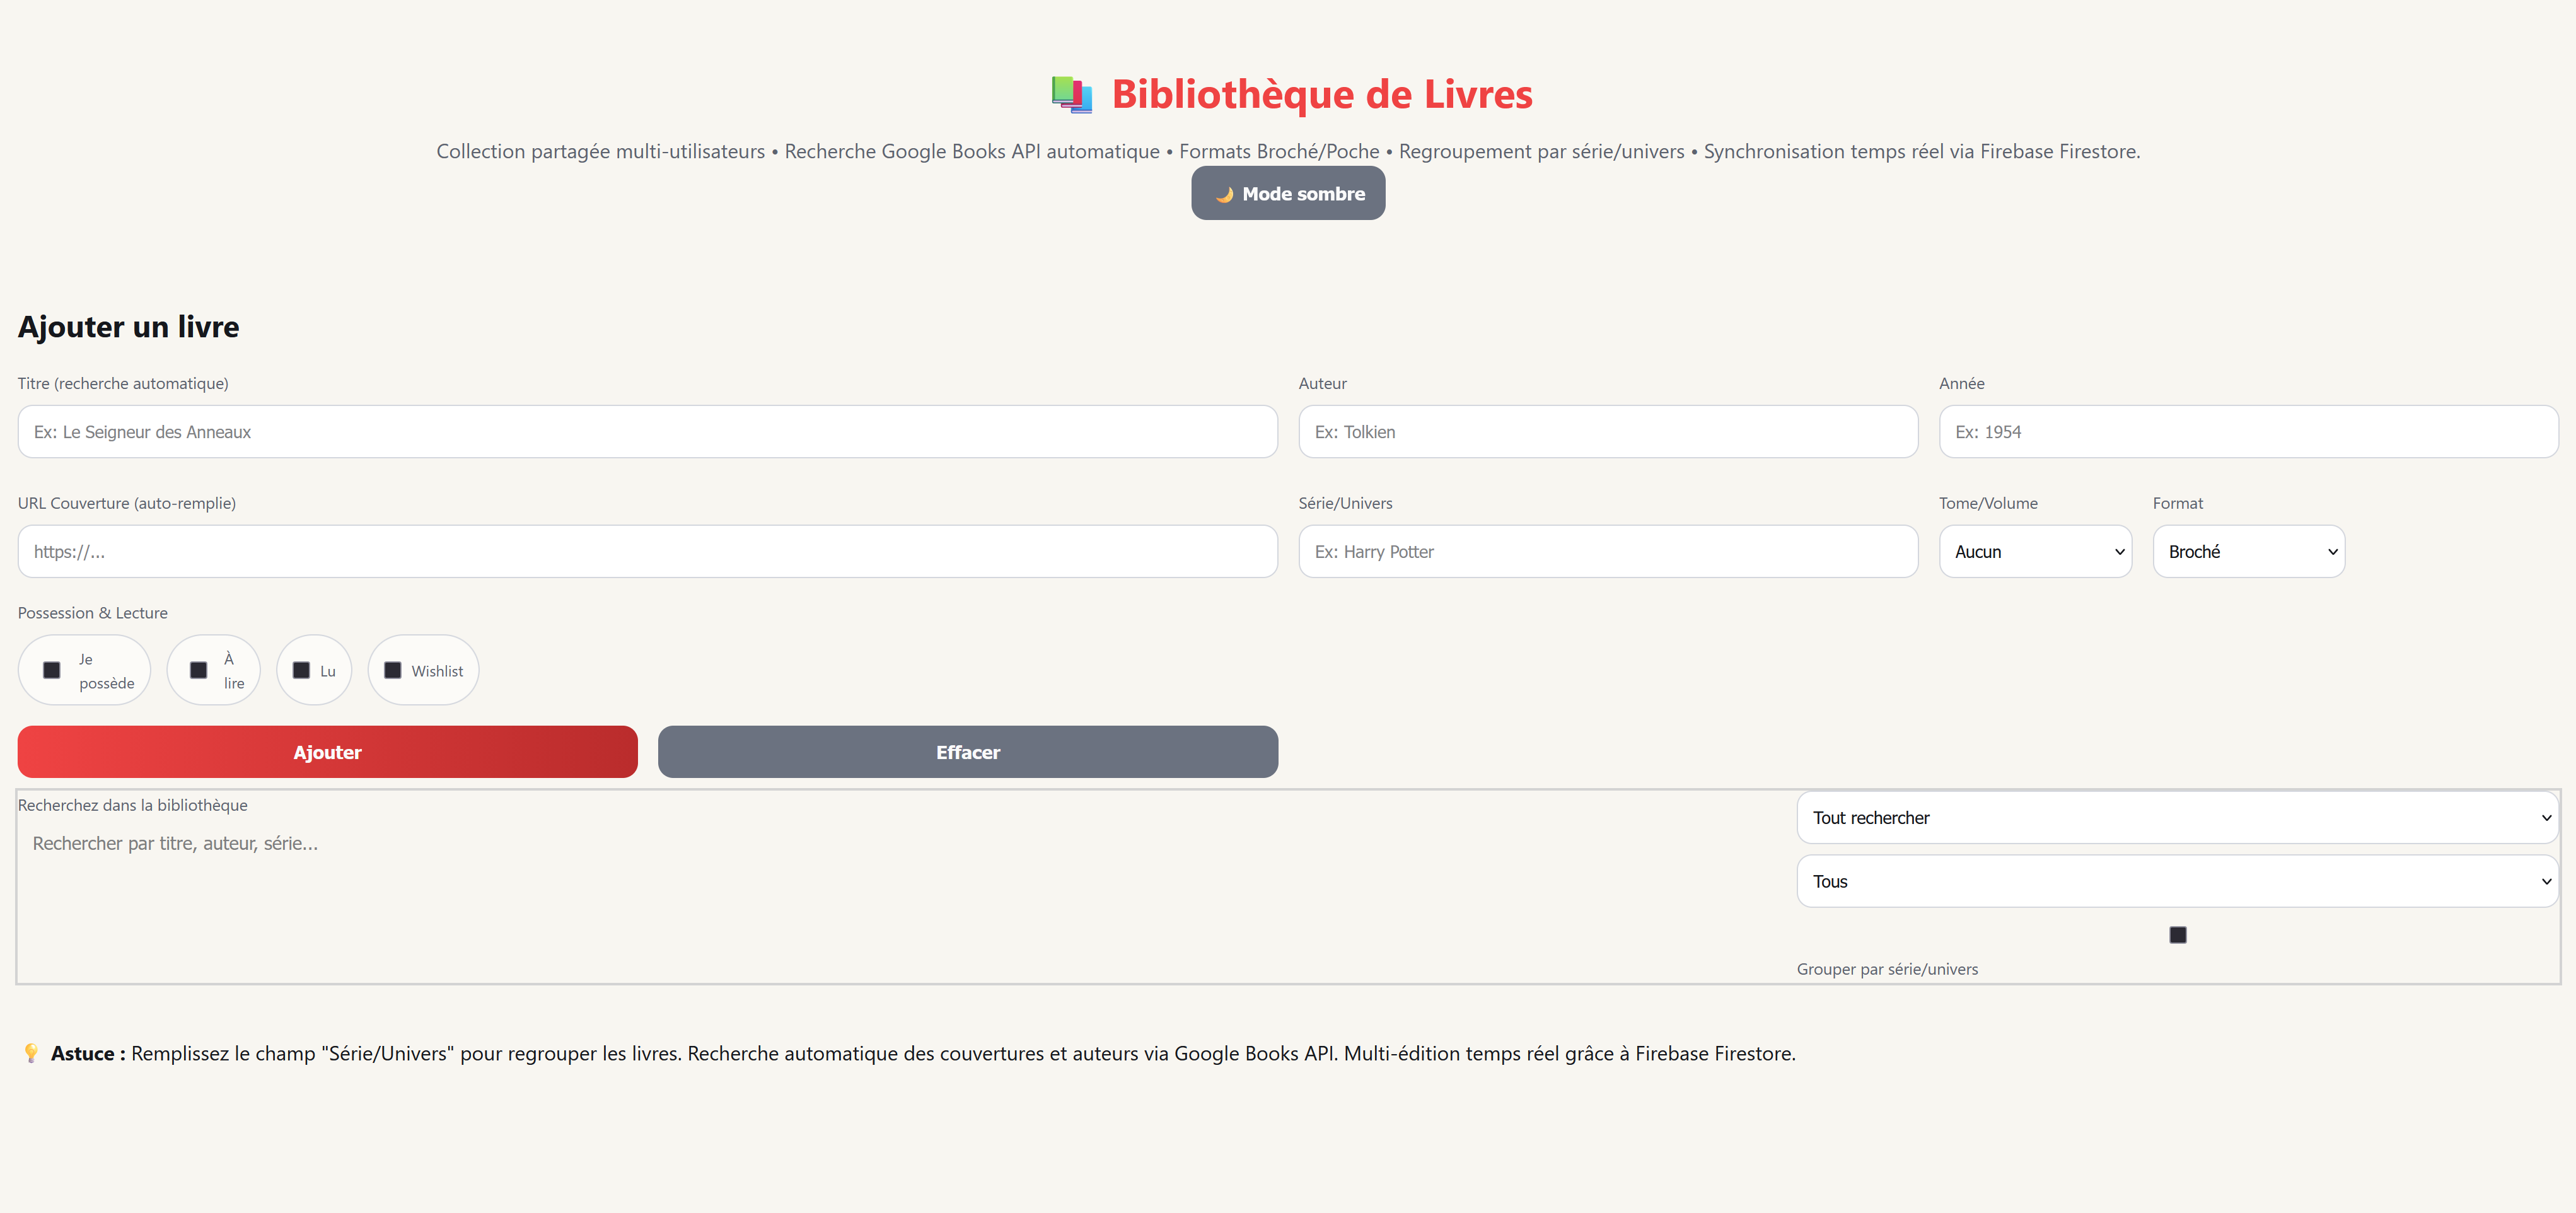 📚 Bibliothèque de Livres
Collection partagée multi-utilisateurs • Recherche Google Books API automatique • Formats Broché/Poche • Regroupement par série/univers • Synchronisation temps réel via Firebase Firestore.
🌙 Mode sombre
Ajouter un livre
Titre (recherche automatique)
Ex: Le Seigneur des Anneaux
Auteur
Ex: Tolkien
Année
Ex: 1954
URL Couverture (auto-remplie)
https://...
Série/Univers
Ex: Harry Potter
Tome/Volume
Aucun
Format
Broché
Possession & Lecture
Je
possède
À
lire
Lu
Wishlist
Ajouter
Effacer
Recherchez dans la bibliothèque
Rechercher par titre, auteur, série...
Tout rechercher
Tous
Grouper par série/univers
💡 Astuce : Remplissez le champ "Série/Univers" pour regrouper les livres. Recherche automatique des couvertures et auteurs via Google Books API. Multi-édition temps réel grâce à Firebase Firestore.